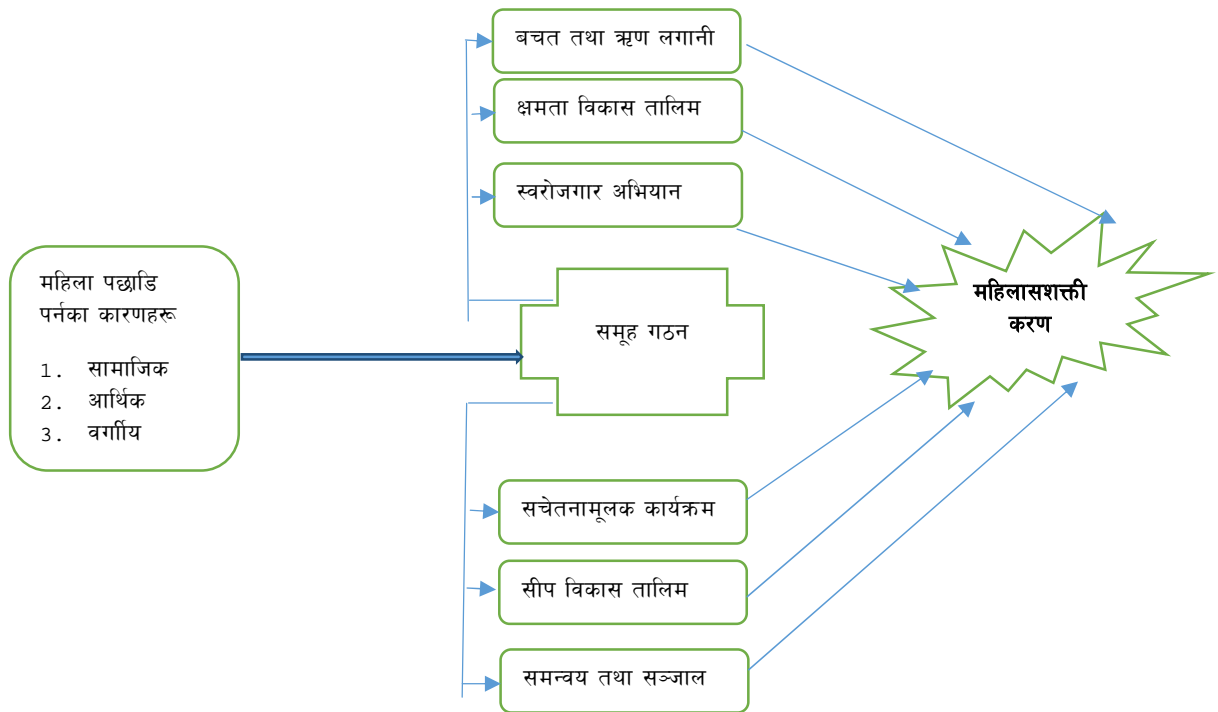 बचत तथा ऋण लगानी
क्षमता विकास तालिम
स्वरोजगार अभियान
महिला पछाडि
पर्नका कारणहरू
1. सामाजिक
2. आर्थिक
3. वर्गीीय
समूह गठन
महिलासशक्ती
करण
सचेतनामूलक कार्यक्रम
सीप विकास तालिम
समन्वय तथा सञ्जाल